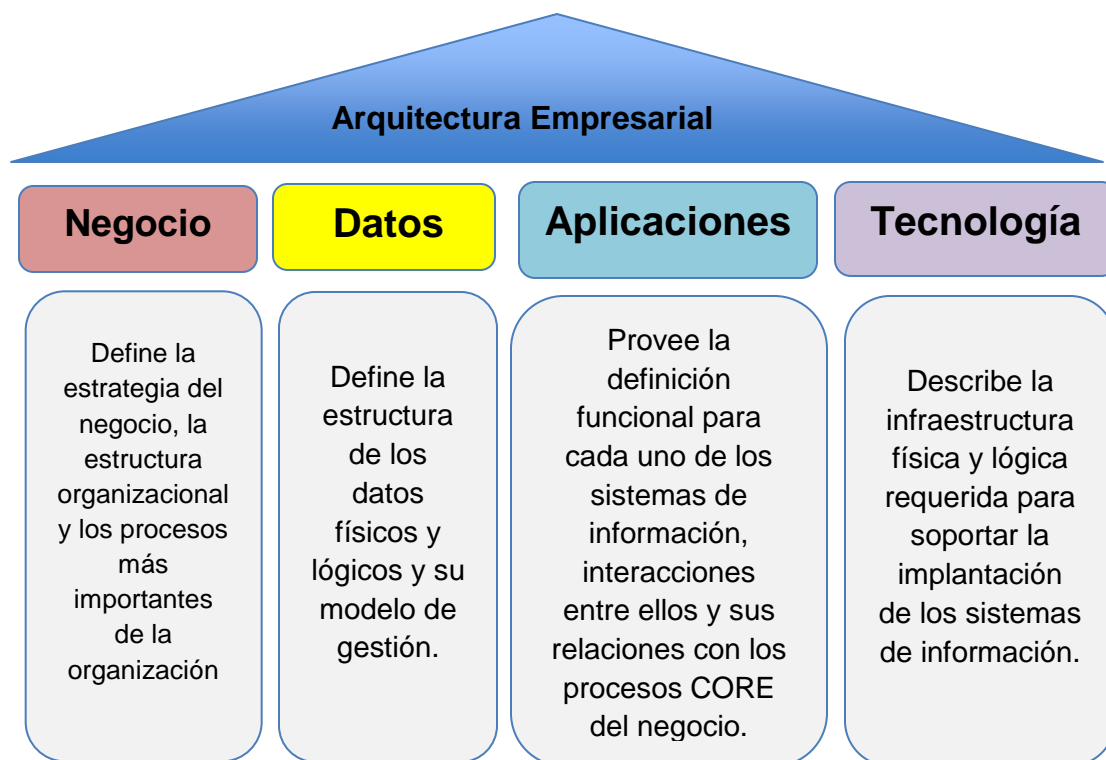 Arquitectura Empresarial
Negocio
Datos
Aplicaciones
Tecnología
Define la
estrategia del
negocio, la
estructura
organizacional
y los procesos
más
importantes
de la
organización
Define la
estructura
de los
datos
físicos y
lógicos y su
modelo de
gestión.
Provee la
definición
funcional para
cada uno de los
sistemas de
información,
interacciones
entre ellos y sus
relaciones con los
procesos CORE
del negocio.
Describe la
infraestructura
física y lógica
requerida para
soportar la
implantación
de los sistemas
de información.